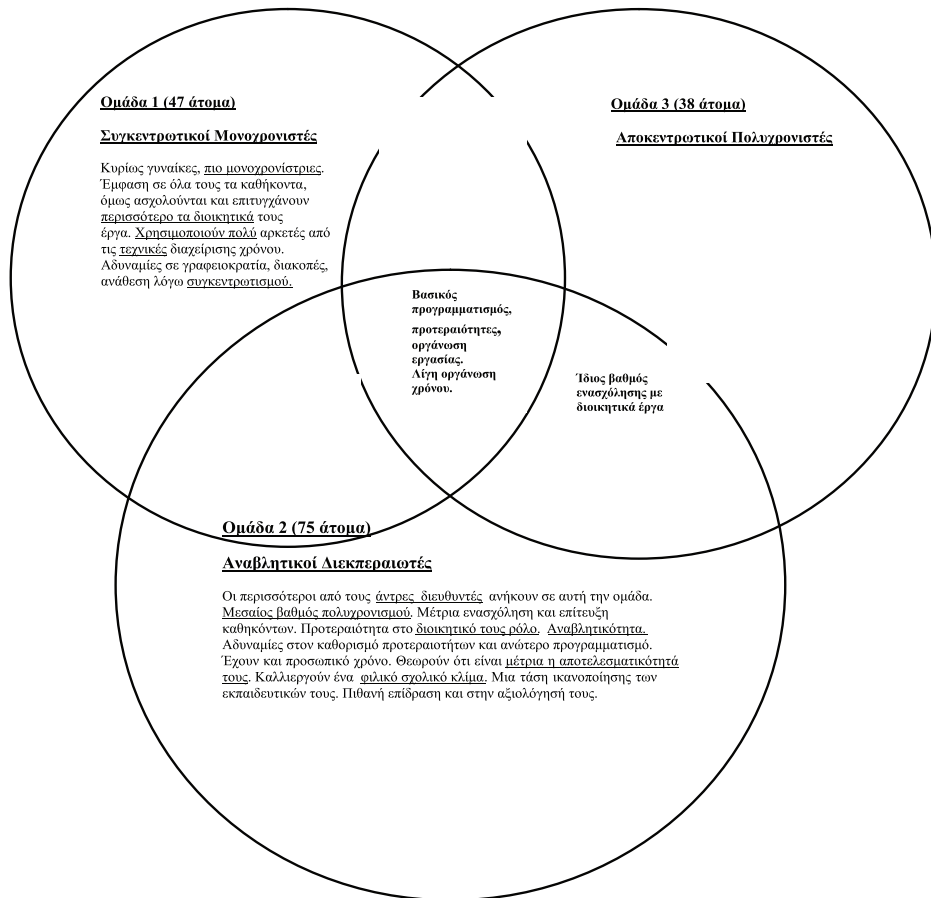 Ομάδα 1 (47 άτομα)
Συγκεντρωτικοί Μονοχρονιστές
Κυρίως γυναίκες, πιο μονοχρονίστριες.
Έμφαση σε όλα τους τα καθήκοντα,
όμως ασχολούνται και επιτυγχάνουν
περισσότερο τα διοικητικά τους
έργα. Χρησιμοποιούν πολύ αρκετές από
τις τεχνικές διαχείρισης χρόνου.
Αδυναμίες σε γραφειοκρατία, διακοπές,
ανάθεση λόγω συγκεντρωτισμού.
Ομάδα 3 (38 άτομα)
Αποκεντρωτικοί Πολυχρονιστές
Βασικός
προγραμματισμός,
προτεραιότητες,
οργάνωση
εργασίας.
Λίγη οργάνωση
χρόνου.
Ίδιος βαθμός
ενασχόλησης με
διοικητικά έργα
Ομάδα 2 (75 άτομα)
Αναβλητικοί Διεκπεραιωτές
Οι περισσότεροι από τους άντρες διευθυντές ανήκουν σε αυτή την ομάδα.
Μεσαίος βαθμός πολυχρονισμού. Μέτρια ενασχόληση και επίτευξη
καθηκόντων. Προτεραιότητα στο διοικητικό τους ρόλο. Αναβλητικότητα.
Αδυναμίες στον καθορισμό προτεραιοτήτων και ανώτερο προγραμματισμό.
Έχουν και προσωπικό χρόνο. Θεωρούν ότι είναι μέτρια η αποτελεσματικότητά
τους. Καλλιεργούν ένα φιλικό σχολικό κλίμα. Μια τάση ικανοποίησης των
εκπαιδευτικών τους. Πιθανή επίδραση και στην αξιολόγησή τους.